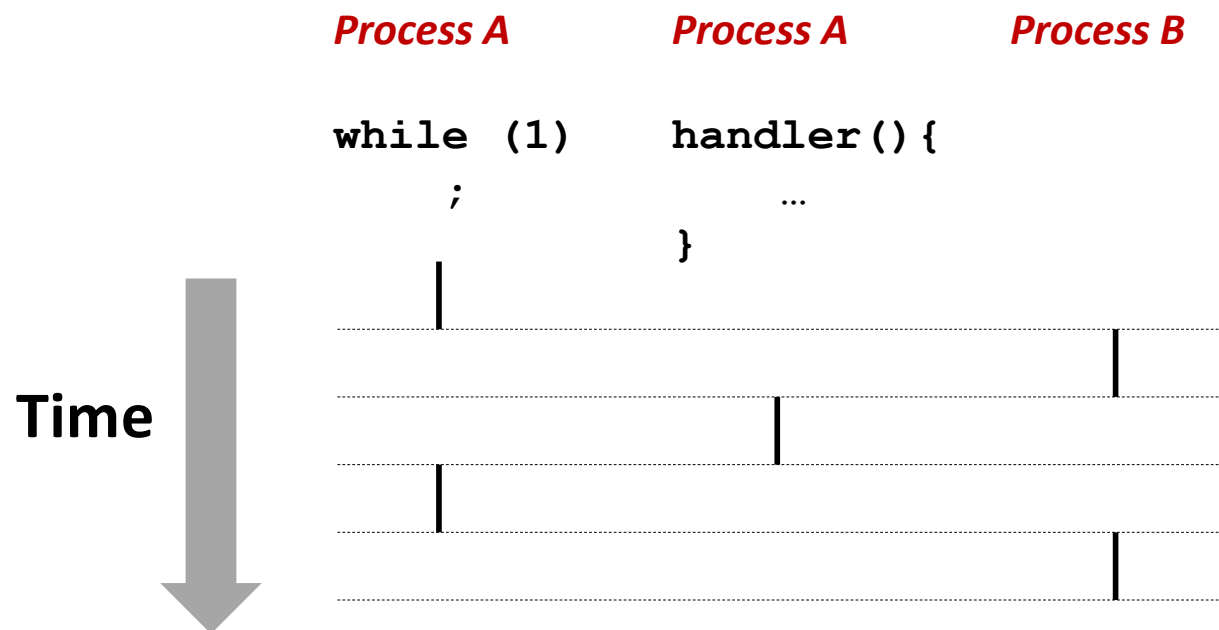 Process A Process A Process B
while (1) handler(){
; …
}
Time